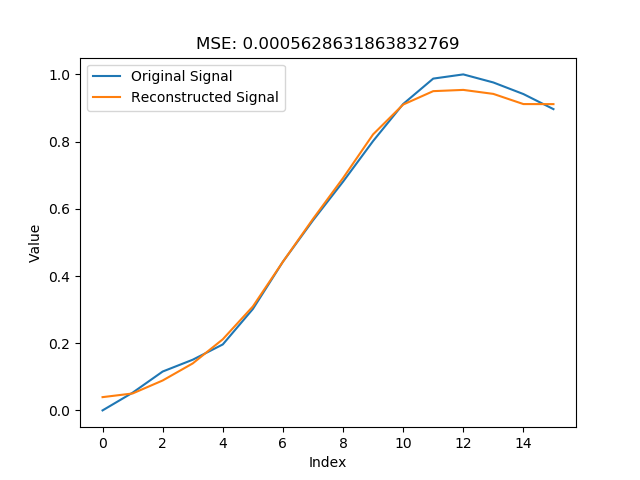 MSE: 0.0005628631863832769
Original Signal
Reconstructed Signal
1.0
0.8
0.6
0.4
0.2
0.0
Value
0 2 4 6 8 10 12 14
Index